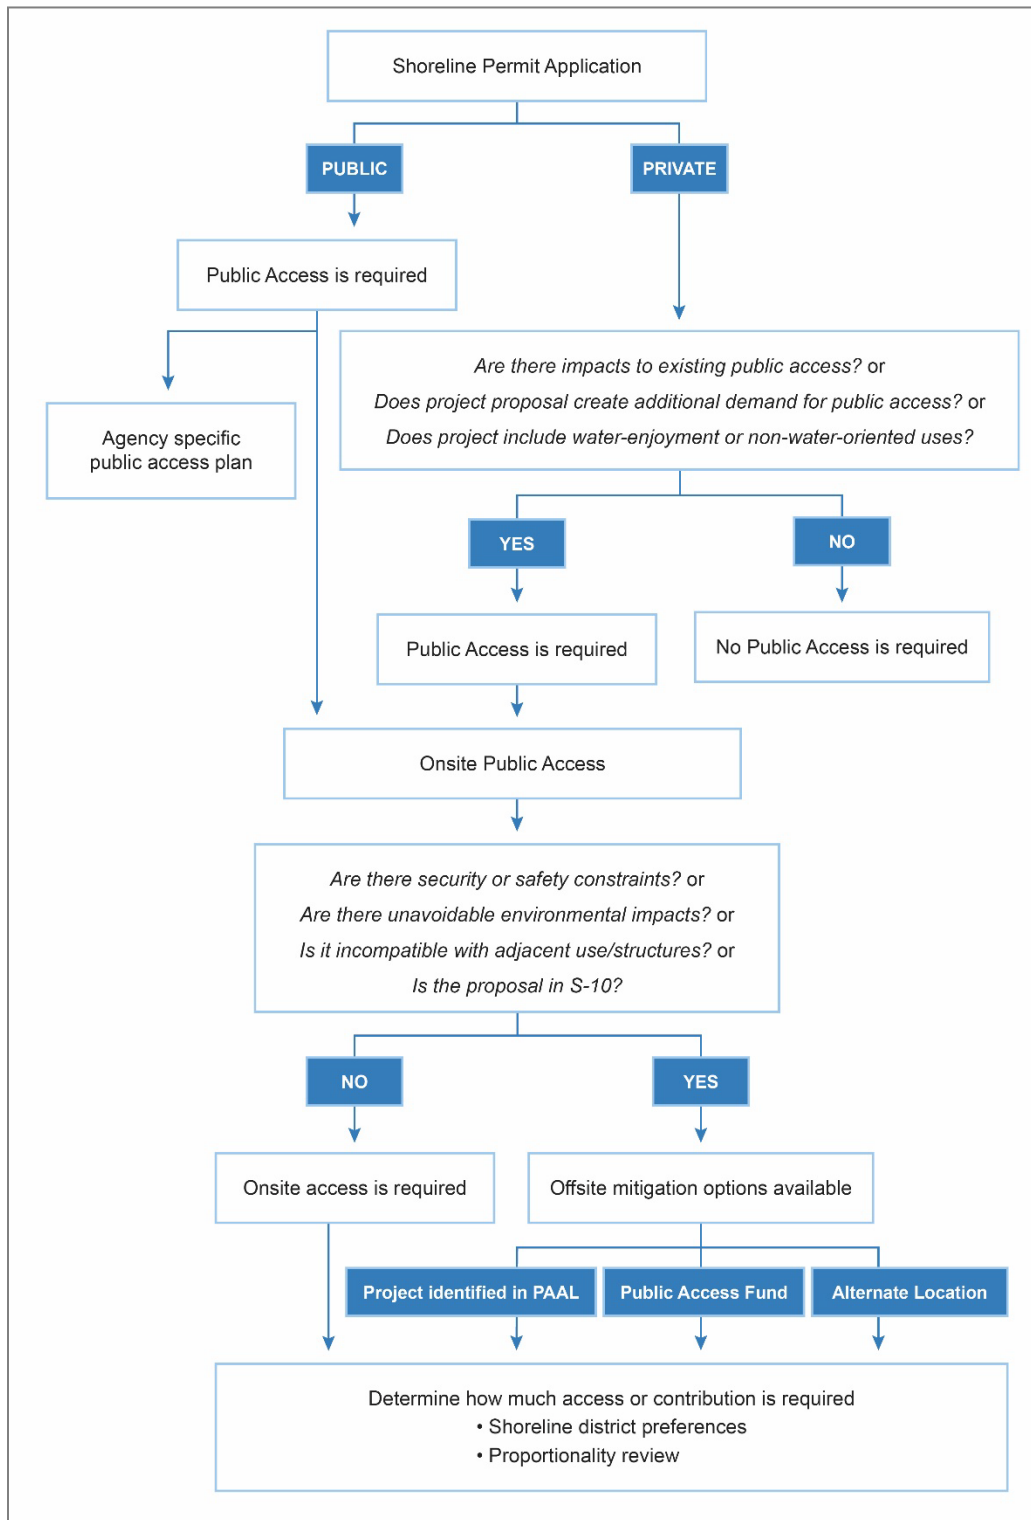 Shoreline Permit Application
PUBLIC
PRIVATE
Public Access is required
Are there impacts to existing public access? or
Does project proposal create additional demand for public access? or
Does project include water-enjoyment or non-water-oriented uses?
Agency specific
public access plan
YES
NO
Public Access is required
No Public Access is required
Onsite Public Access
Are there security or safety constraints? or
Are there unavoidable environmental impacts? or
Is it incompatible with adjacent use/structures? or
Is the proposal in S-10?
NO
YES
Onsite access is required
Offsite mitigation options available
Project identified in PAAL
Public Access Fund
Alternate Location
Determine how much access or contribution is required
• Shoreline district preferences
• Proportionality review